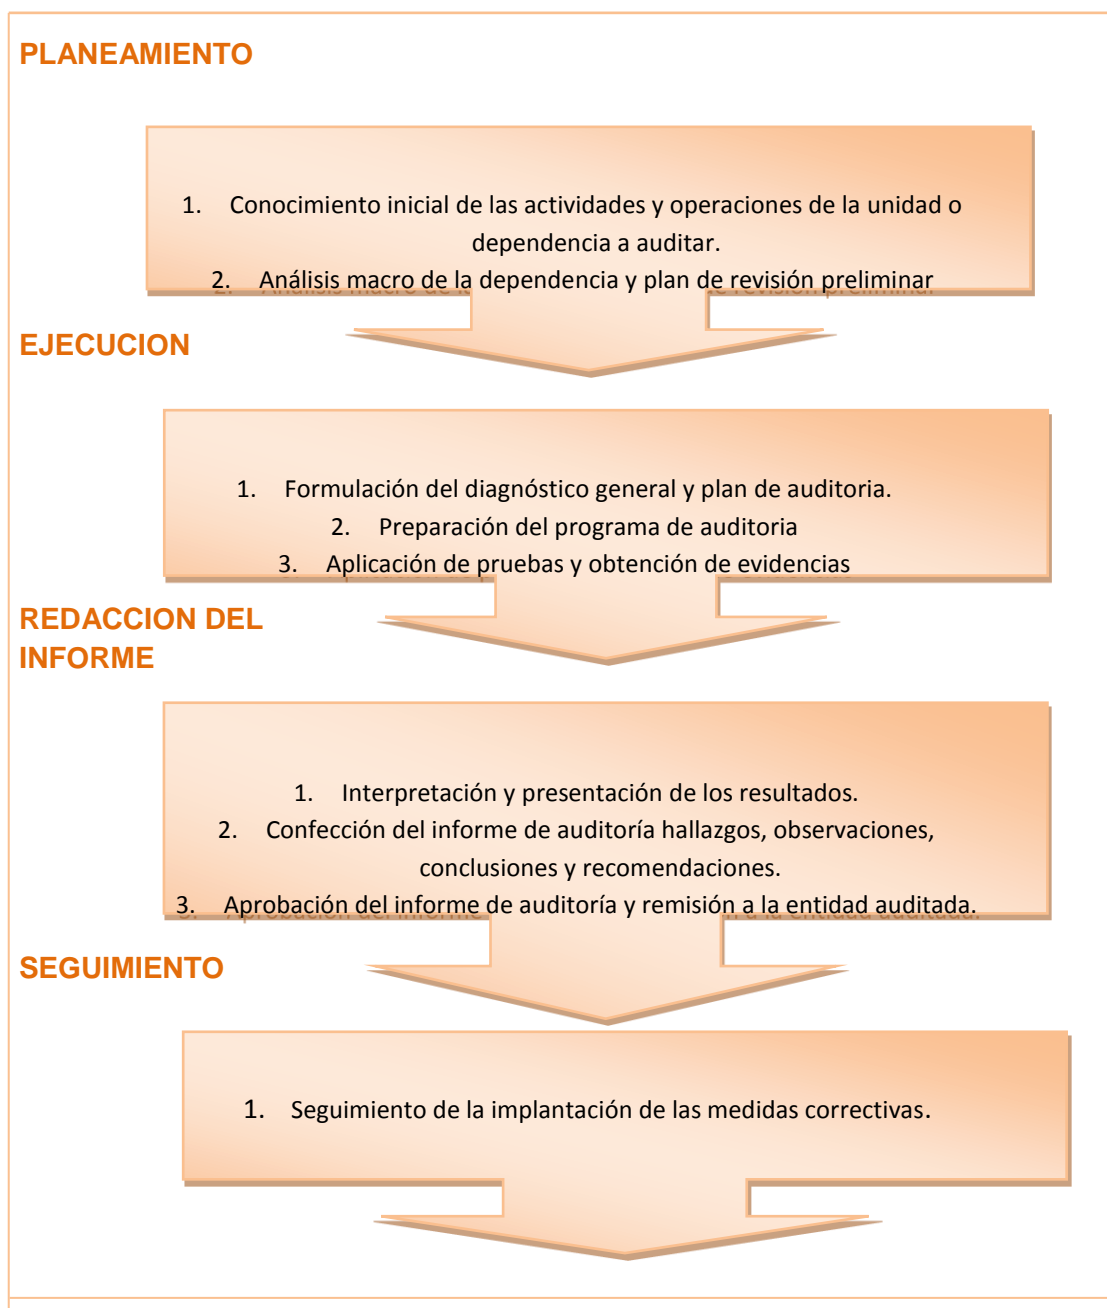 PLANEAMIENTO
1. Conocimiento inicial de las actividades y operaciones de la unidad o
dependencia a auditar.
2. Análisis macro de la dependencia y plan de revisión preliminar
EJECUCION
1. Formulación del diagnóstico general y plan de auditoria.
2. Preparación del programa de auditoria
3. Aplicación de pruebas y obtención de evidencias
REDACCION DEL
INFORME
1. Interpretación y presentación de los resultados.
2. Confección del informe de auditoría hallazgos, observaciones,
conclusiones y recomendaciones.
3. Aprobación del informe de auditoría y remisión a la entidad auditada.
SEGUIMIENTO
1. Seguimiento de la implantación de las medidas correctivas.